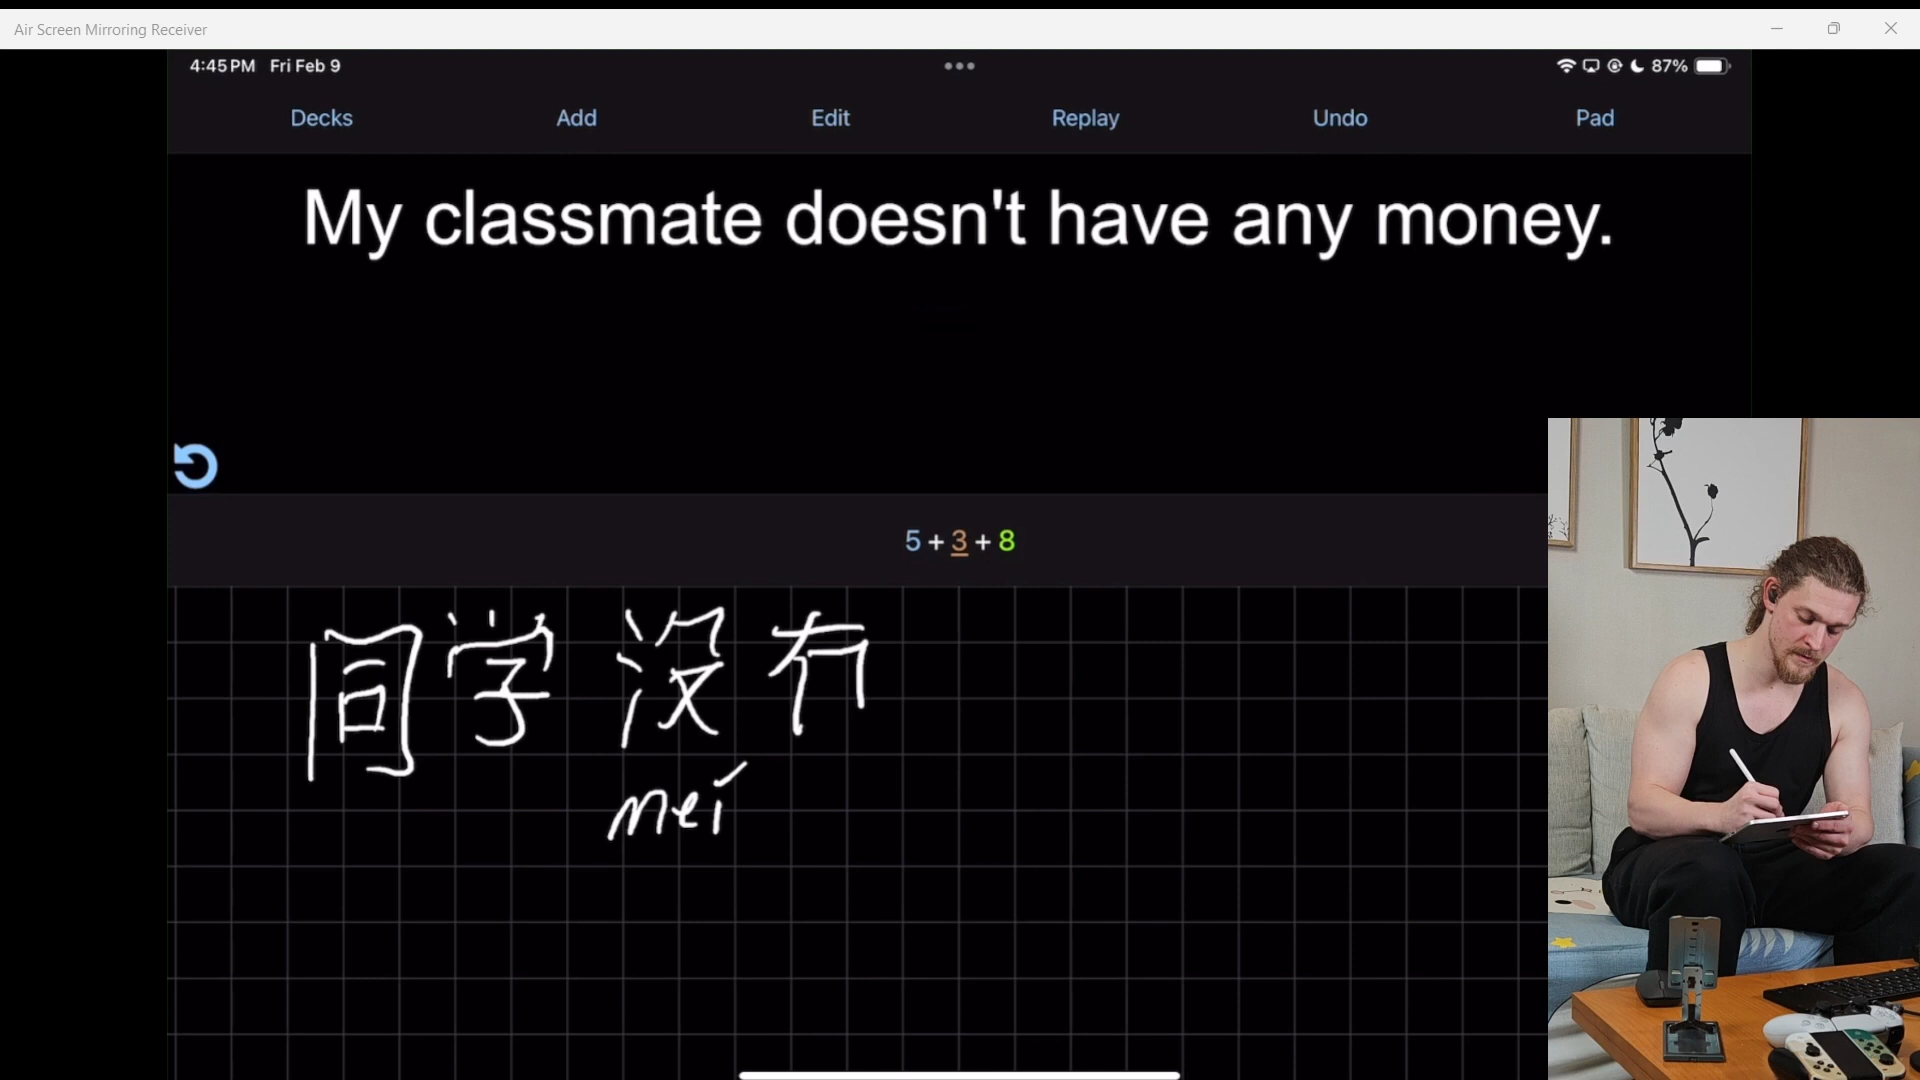 Air Screen Mirroring Receiver
4:45 PM Fri Feb 9
87%
Decks Add Edit Replay Undo Pad
My classmate doesn't have any money.
5 + 3 + 8
同学没
méi